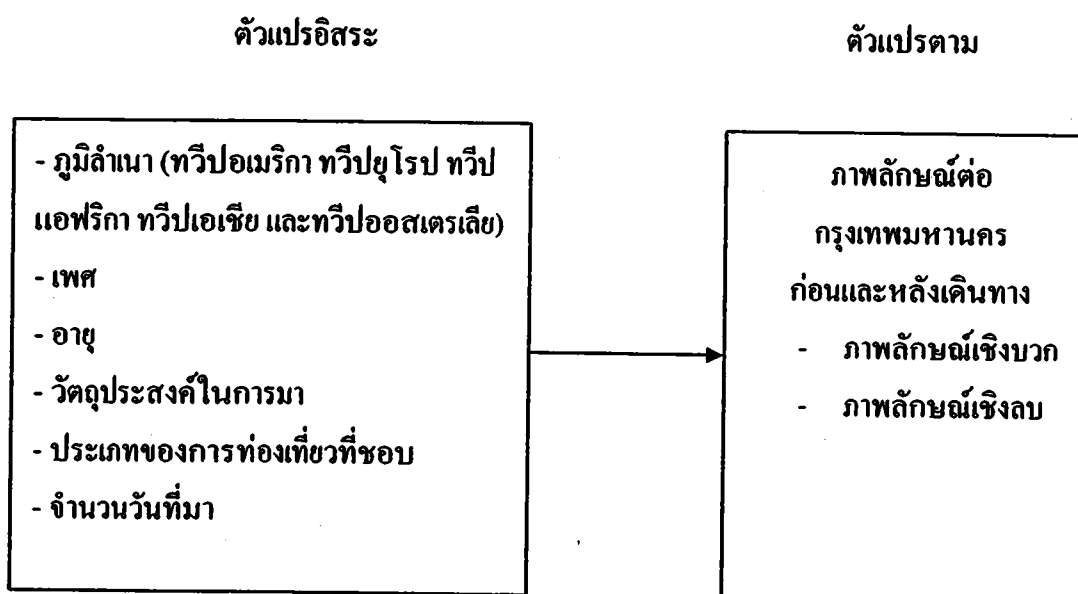 ตัวแปรอิสระ
ตัวแปรตาม
- ภูมิลำเนา (ทวีปอเมริกา ทวีปยุโรป ทวีป
แอฟริกา ทวีปเอเชีย และทวีปออสเตรเลีย)
- เพศ
- อายุ
- วัตถุประสงค์ในการมา
- ประเภทของการท่องเที่ยวที่ชอบ
- จำนวนวันที่มา
ภาพลักษณ์ต่อ
กรุงเทพมหานคร
ก่อนและหลังเดินทาง
- ภาพลักษณ์เชิงบวก
- ภาพลักษณ์เชิงลบ